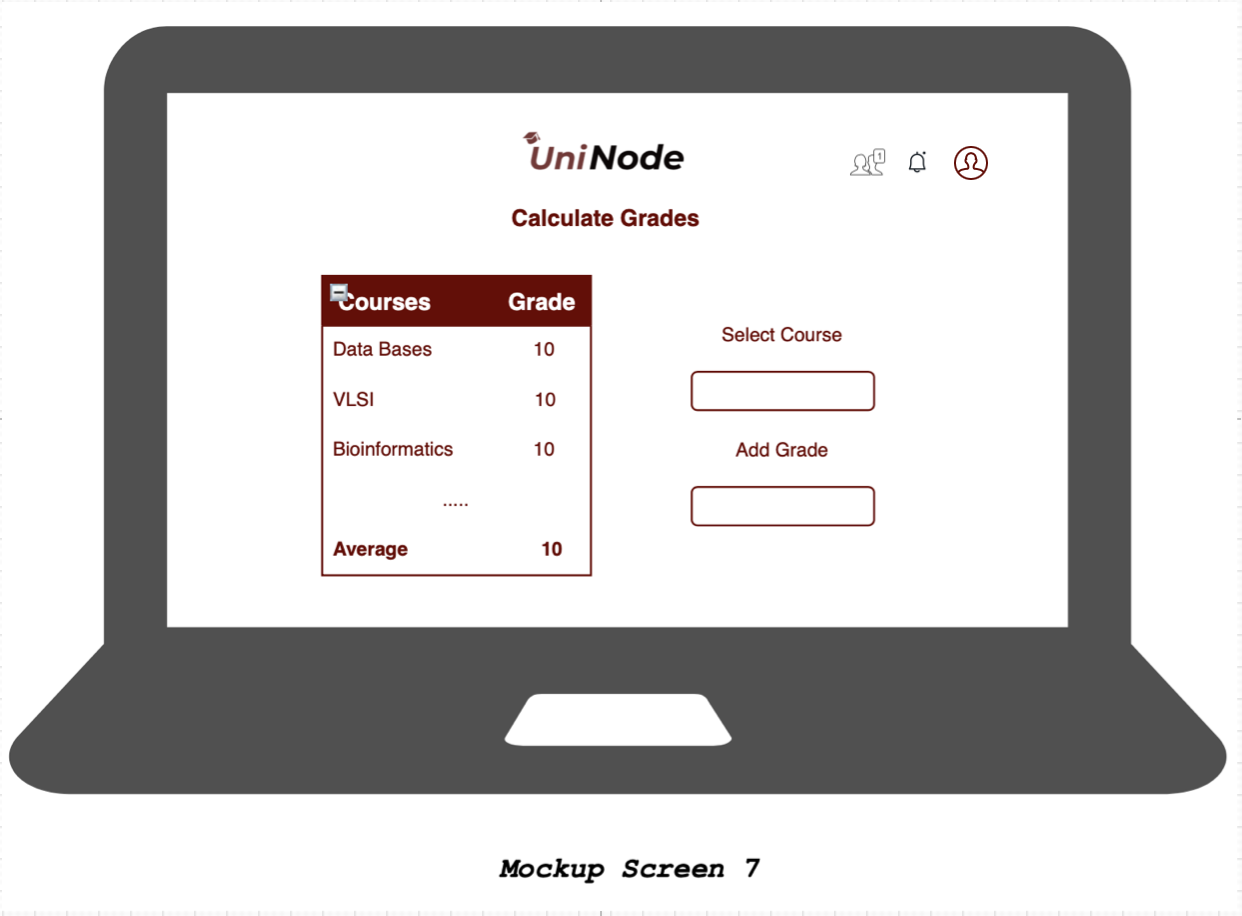 UniNode
1
Calculate Grades
Courses Grade
Data Bases 10
VLSI 10
Bioinformatics 10
.....
Average 10
Select Course
Add Grade
Mockup Screen 7